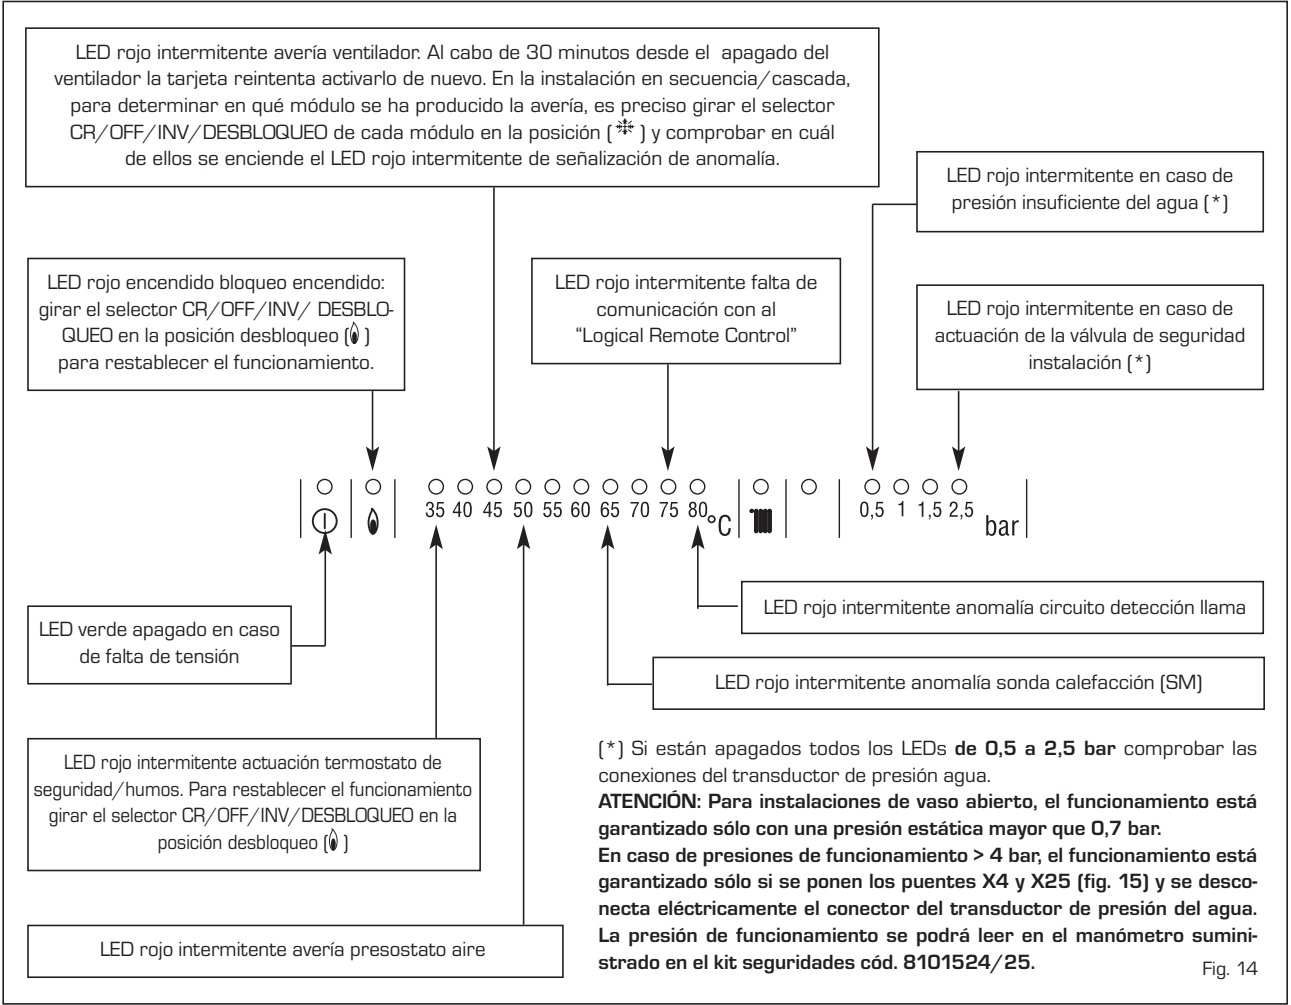 LED rojo intermitente avería ventilador. Al cabo de 30 minutos desde el apagado del
ventilador la tarjeta reintenta activarlo de nuevo. En la instalación en secuencia/cascada,
para determinar en qué módulo se ha producido la avería, es preciso girar el selector
CR/OFF/INV/DESBLOQUEO de cada módulo en la posición (❄) y comprobar en cuál
de ellos se enciende el LED rojo intermitente de señalización de anomalía.
LED rojo intermitente en caso de
presión insuficiente del agua (*)
LED rojo encendido bloqueo encendido:
girar el selector CR/OFF/INV/ DESBLO-
QUEO en la posición desbloqueo ( )
para restablecer el funcionamiento.
LED rojo intermitente falta de
comunicación con al
“Logical Remote Control”
LED rojo intermitente en caso de
actuación de la válvula de seguridad
instalación (*)
35 40 45 50 55 60 65 70 75 80 °C
0,5 1 1,5 2,5 bar
LED rojo intermitente anomalía circuito detección llama
LED verde apagado en caso
de falta de tensión
LED rojo intermitente anomalía sonda calefacción (SM)
LED rojo intermitente actuación termostato de
seguridad/humos. Para restablecer el funcionamiento
girar el selector CR/OFF/INV/DESBLOQUEO en la
posición desbloqueo ( )
LED rojo intermitente avería presostato aire
(*) Si están apagados todos los LEDs de 0,5 a 2,5 bar comprobar las
conexiones del transductor de presión agua.
ATENCIÓN: Para instalaciones de vaso abierto, el funcionamiento está
garantizado sólo con una presión estática mayor que 0,7 bar.
En caso de presiones de funcionamiento > 4 bar, el funcionamiento está
garantizado sólo si se ponen los puentes X4 y X25 (fig. 15) y se desco-
necta eléctricamente el conector del transductor de presión del agua.
La presión de funcionamiento se podrá leer en el manómetro sumini-
strado en el kit seguridades cód. 8101524/25.
Fig. 14